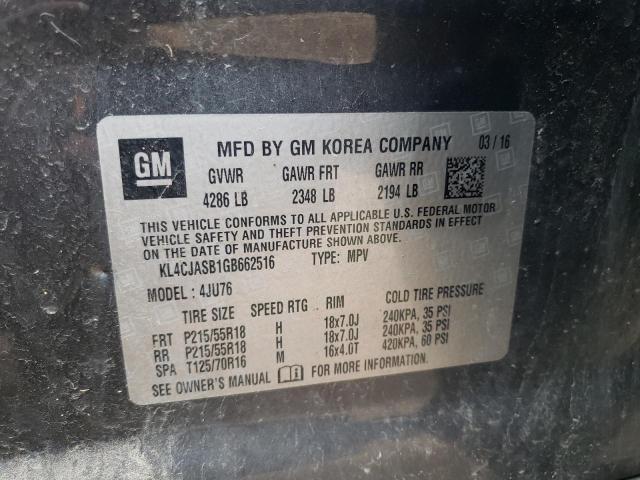 GM
MFD BY GM KOREA COMPANY 03/16
GVWR GAWR FRT GAWR RR
4286 LB 2348 LB 2194 LB
THIS VEHICLE CONFORMS TO ALL APPLICABLE U.S. FEDERAL MOTOR
VEHICLE SAFETY AND THEFT PREVENTION STANDARDS IN EFFECT
ON THE DATE OF MANUFACTURE SHOWN ABOVE.
KL4CJASB1GB662516 TYPE: MPV
MODEL: 4JU76
TIRE SIZE SPEED RTG RIM COLD TIRE PRESSURE
FRT P215/55R18 H 18x7.0J 240KPA, 35 PSI
RR P215/55R18 H 18x7.0J 240KPA, 35 PSI
SPA T125/70R16 M 16x4.0T 420KPA, 60 PSI
SEE OWNER'S MANUAL FOR MORE INFORMATION.